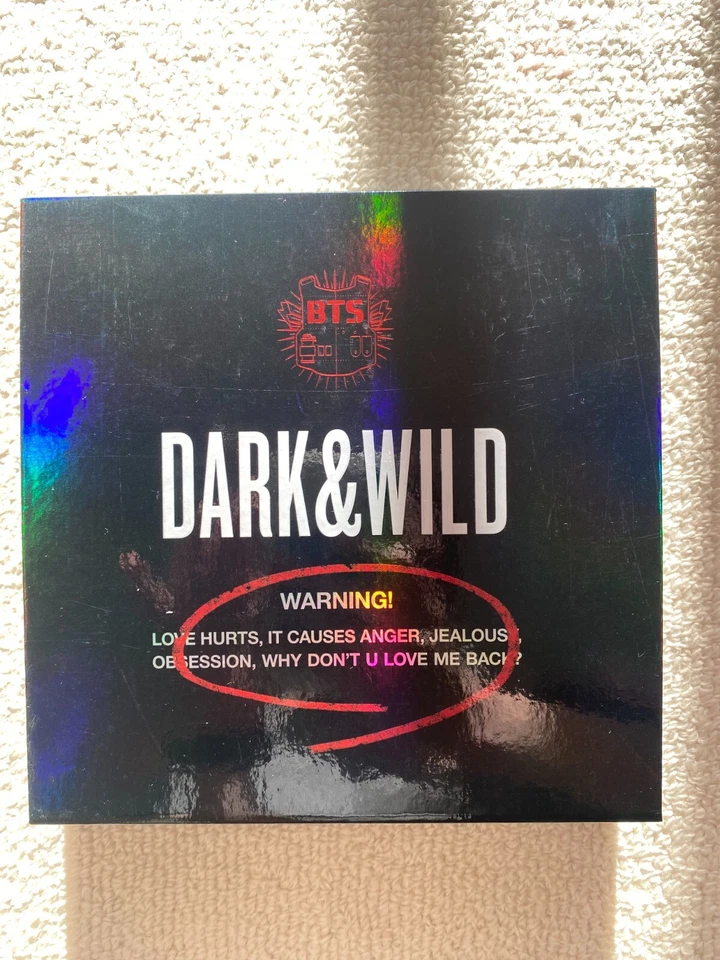 BTS
DARK&WILD
WARNING!
LOVE HURTS, IT CAUSES ANGER, JEALOUSY,
OBSESSION, WHY DON'T U LOVE ME BACK?